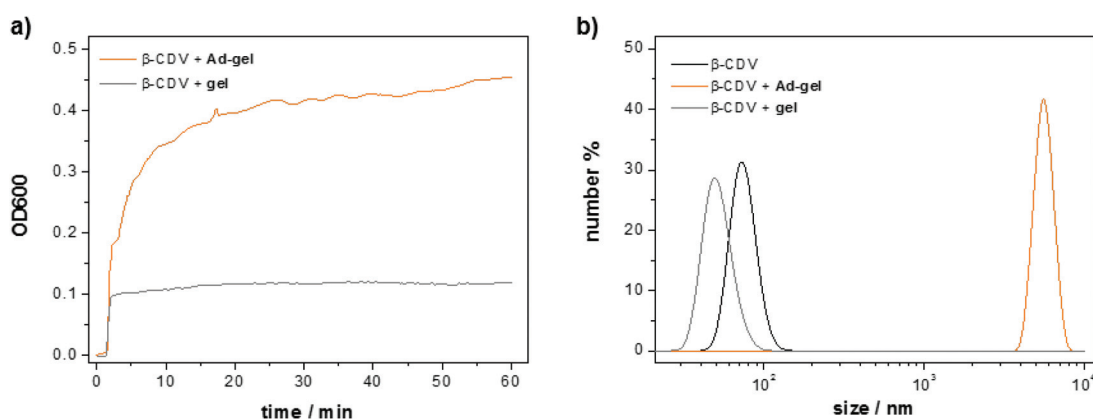 a)
β-CDV + Ad-gel
β-CDV + gel
0.5
0.4
0.3
0.2
0.1
0.0
OD600
0 10 20 30 40 50 60
time / min
b)
β-CDV
β-CDV + Ad-gel
β-CDV + gel
50
40
30
20
10
0
number %
10² 10³ 10⁴
size / nm